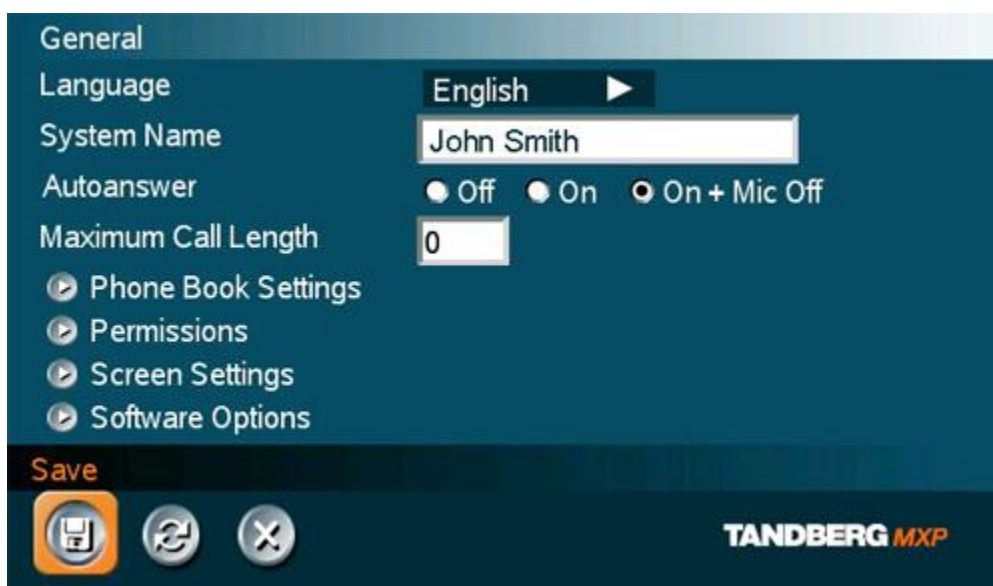 General
Language English
System Name John Smith
Autoanswer Off On On + Mic Off
Maximum Call Length 0
Phone Book Settings
Permissions
Screen Settings
Software Options
Save
TANDBERG MXP